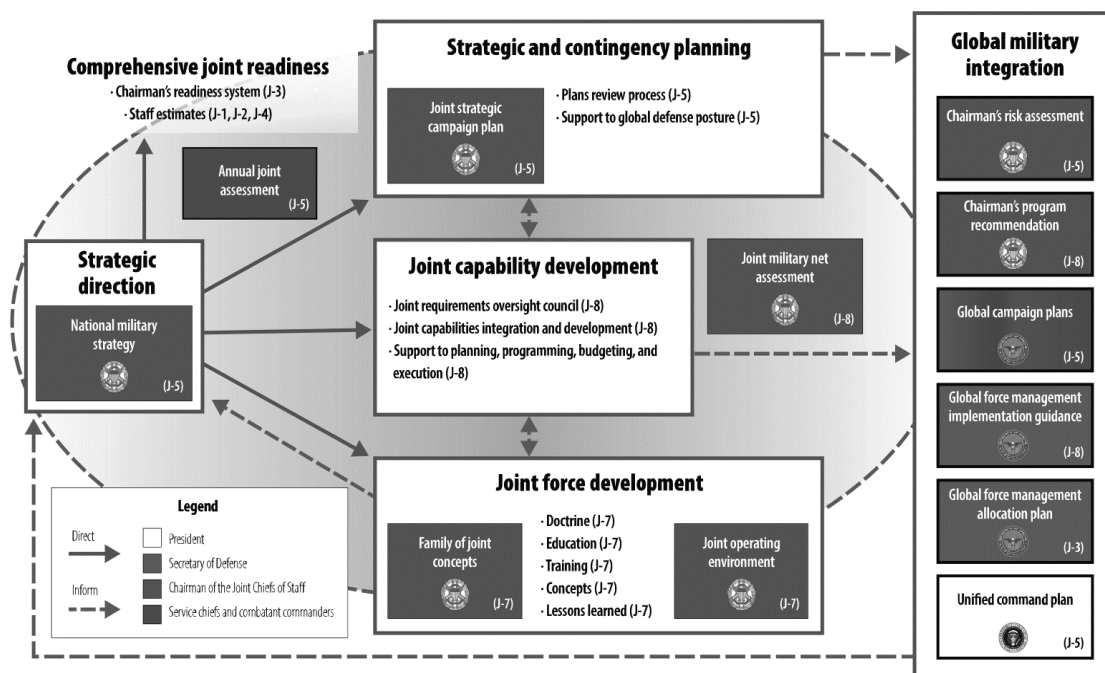 Comprehensive joint readiness
· Chairman's readiness system (J-3)
· Staff estimates (J-1, J-2, J-4)
Annual joint
assessment
(J-5)
Strategic and contingency planning
Joint strategic
campaign plan
(J-5)
· Plans review process (J-5)
· Support to global defense posture (J-5)
Strategic
direction
National military
strategy
(J-5)
Joint capability development
· Joint requirements oversight council (J-8)
· Joint capabilities integration and development (J-8)
· Support to planning, programming, budgeting, and
execution (J-8)
Joint military net
assessment
(J-8)
Joint force development
Family of joint
concepts
(J-7)
· Doctrine (J-7)
· Education (J-7)
· Training (J-7)
· Concepts (J-7)
· Lessons learned (J-7)
Joint operating
environment
(J-7)
Legend
Direct
Inform
President
Secretary of Defense
Chairman of the Joint Chiefs of Staff
Service chiefs and combatant commanders
Global military
integration
Chairman's risk assessment
(J-5)
Chairman's program
recommendation
(J-8)
Global campaign plans
(J-5)
Global force management
implementation guidance
(J-8)
Global force management
allocation plan
(J-3)
Unified command plan
(J-5)